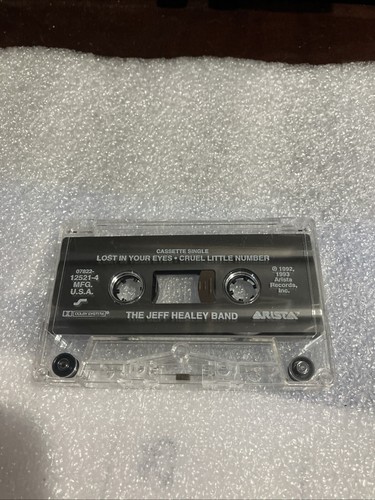 CASSETTE SINGLE
LOST IN YOUR EYES • CRUEL LITTLE NUMBER
07822-
12521-4
MFG.
U.S.A.
© 1992,
1993
Arista
Records,
Inc.
THE JEFF HEALEY BAND
ARISTA